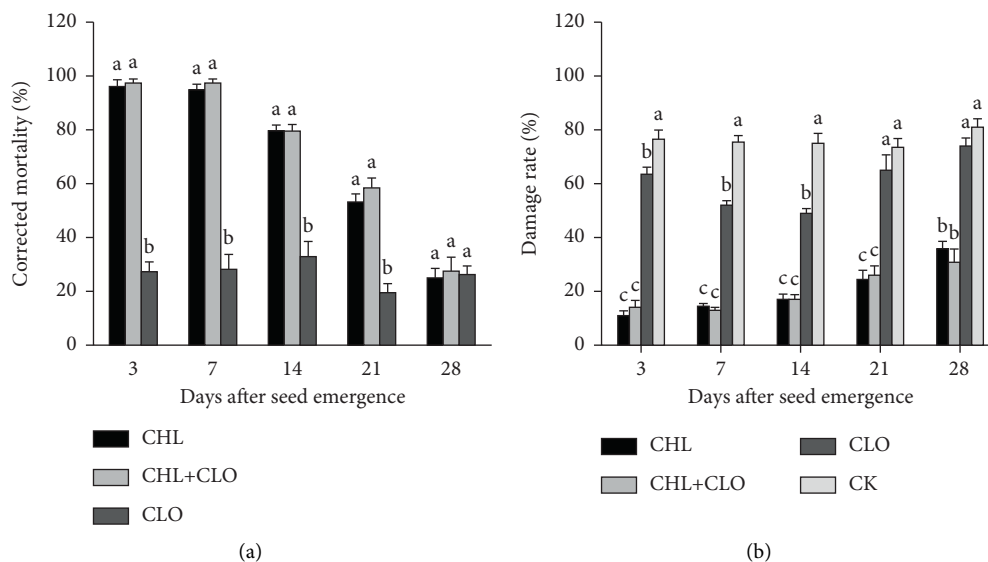 120
100
80
60
40
20
0
Corrected mortality (%)
a a
b
a a
b
a a
b
a
a
b
a
a
a
3 7 14 21 28
Days after seed emergence
CHL
CHL+CLO
CLO
(a)
120
100
80
60
40
20
0
Damage rate (%)
c
c
b
a
c
c
b
a
c c
b
a
c
c
a
a
b
b
a
a
3 7 14 21 28
Days after seed emergence
CHL
CHL+CLO
CLO
CK
(b)